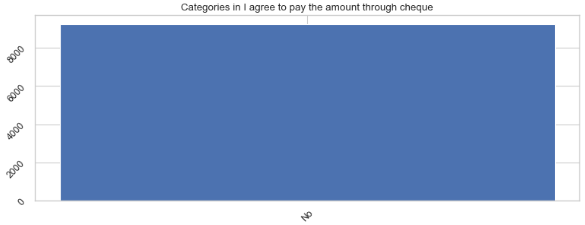 Categories in I agree to pay the amount through cheque
8000
6000
4000
2000
0
No